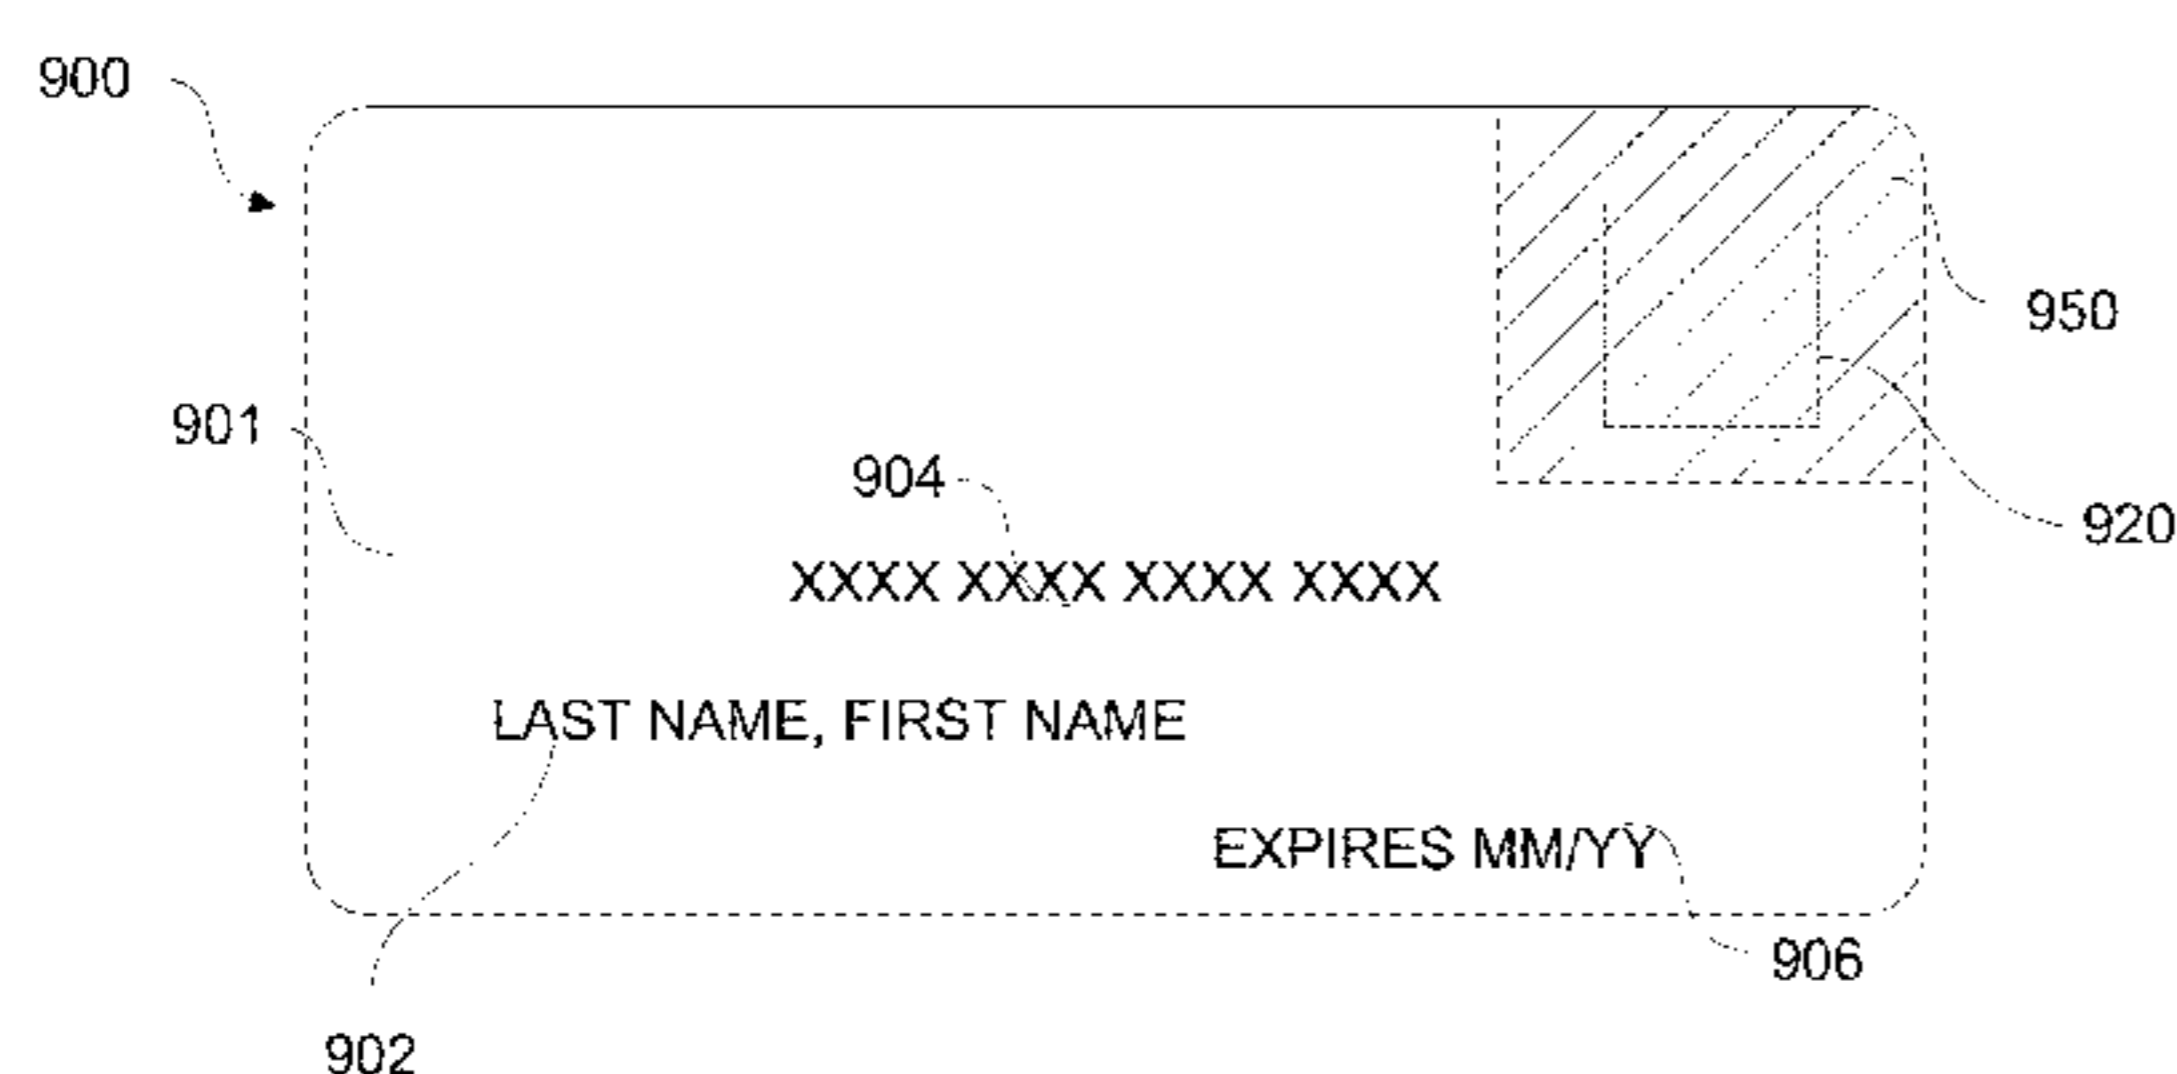 900
950
901
904
920
XXXX XXXX XXXX XXXX
LAST NAME, FIRST NAME
EXPIRES MM/YY
906
902